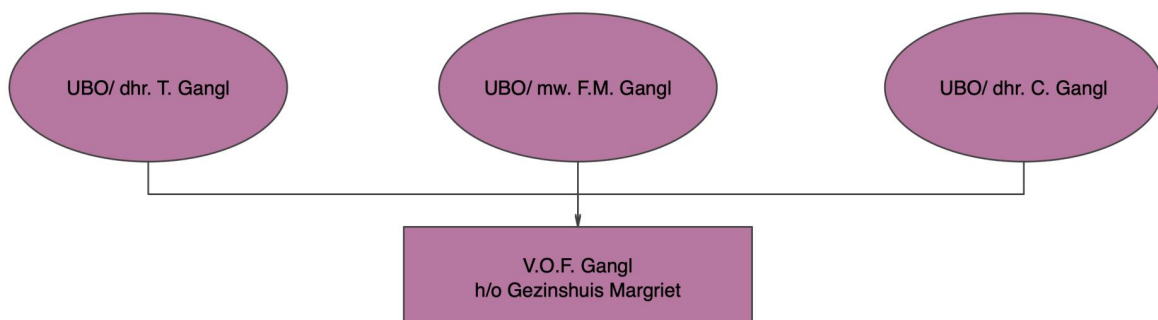 UBO/ dhr. T. Gangl
UBO/ mw. F.M. Gangl
UBO/ dhr. C. Gangl
V.O.F. Gangl
h/o Gezinshuis Margriet